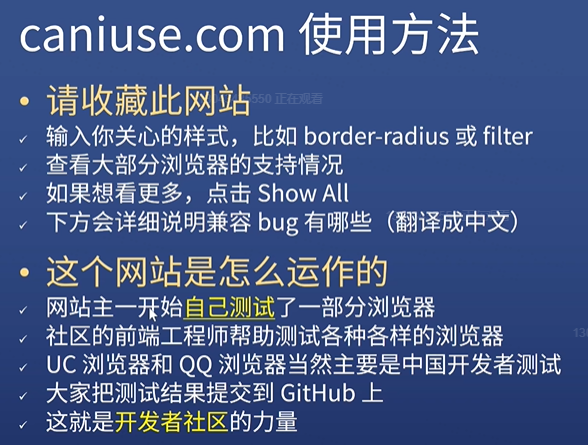 caniuse.com 使用方法
• 请收藏此网站
✓ 输入你关心的样式，比如 border-radius 或 filter
✓ 查看大部分浏览器的支持情况
✓ 如果想看更多，点击 Show All
✓ 下方会详细说明兼容 bug 有哪些（翻译成中文）
• 这个网站是怎么运作的
✓ 网站主一开始自己测试了一部分浏览器
✓ 社区的前端工程师帮助测试各种各样的浏览器
✓ UC 浏览器和 QQ 浏览器当然主要是中国开发者测试
✓ 大家把测试结果提交到 GitHub 上
✓ 这就是开发者社区的力量
550 正在观看